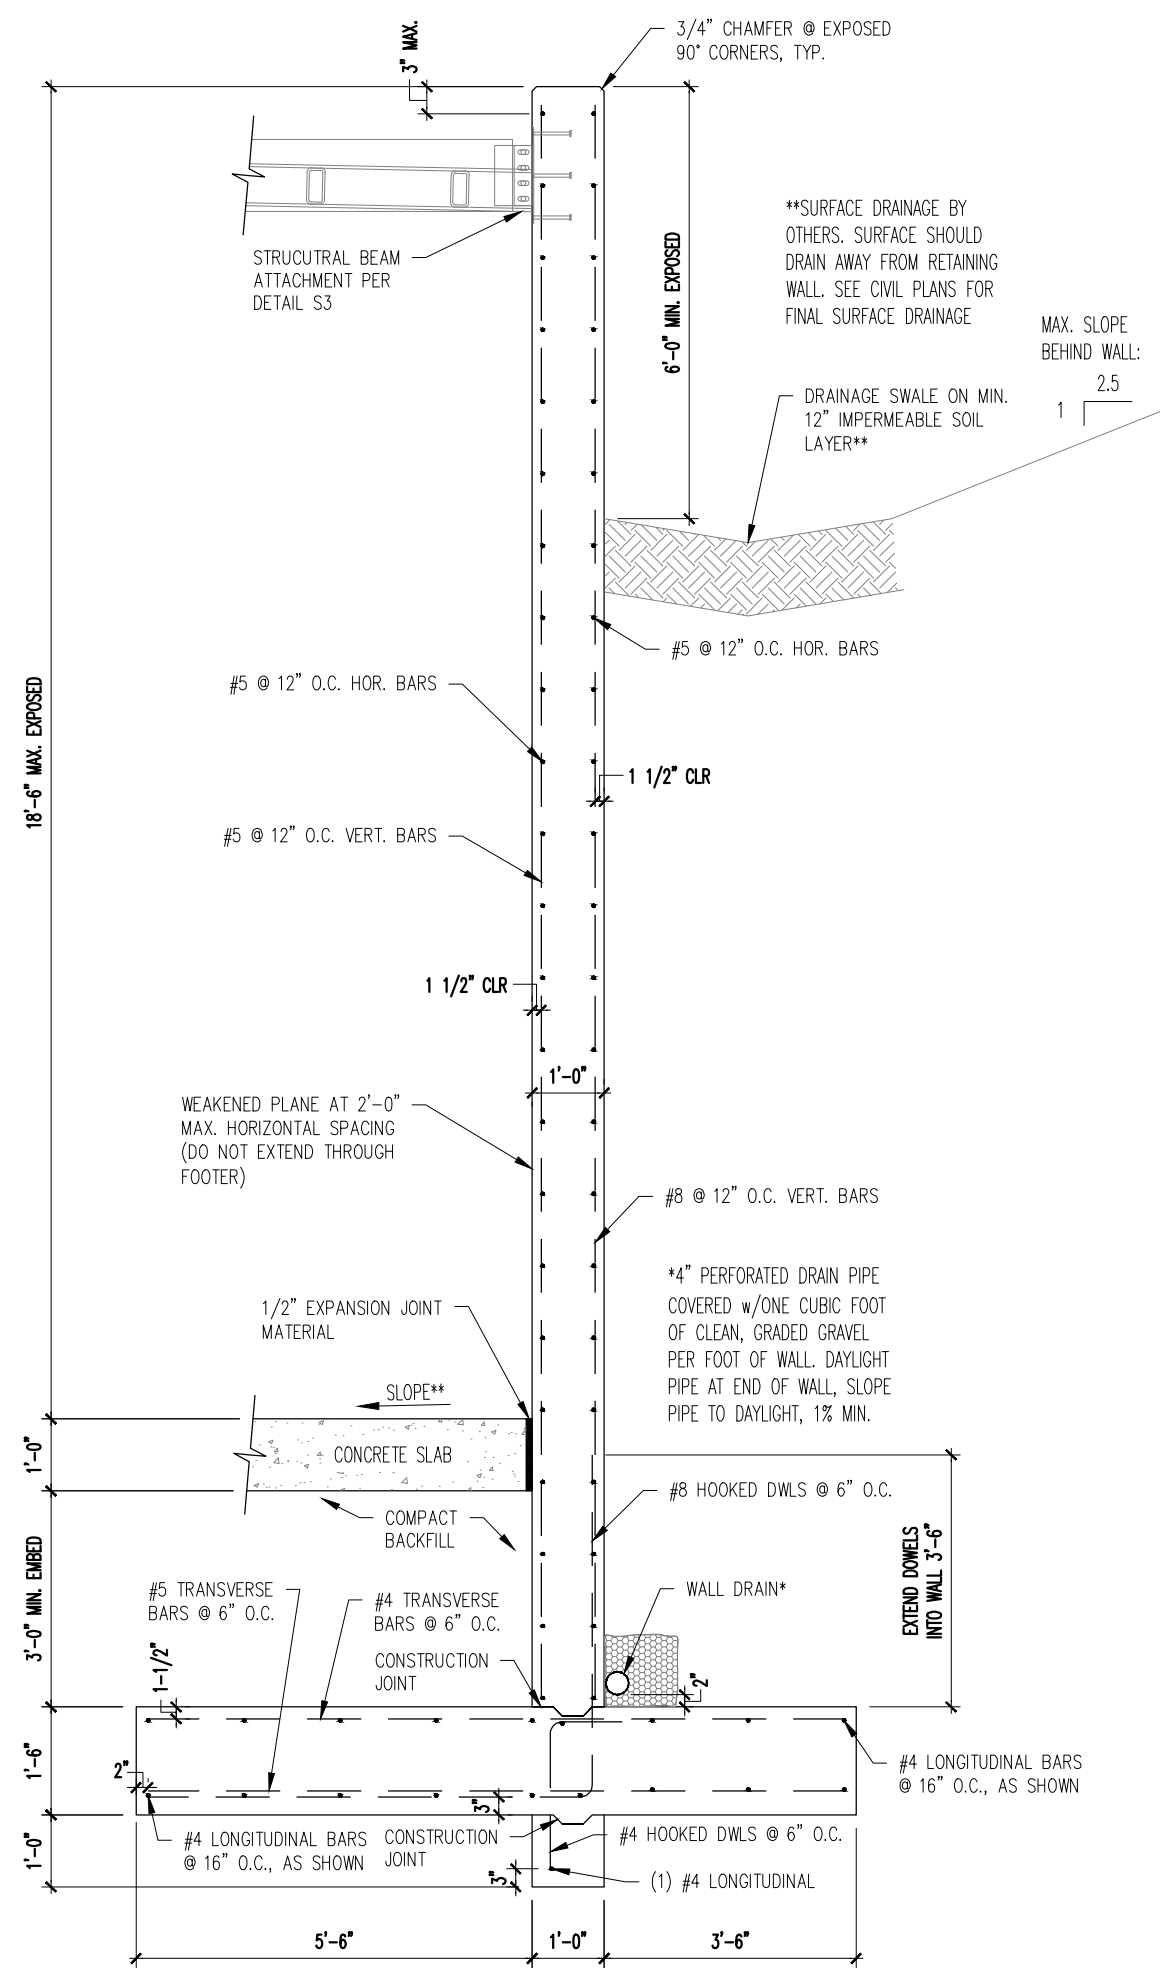 3/4" CHAMFER @ EXPOSED
90° CORNERS, TYP.
3" MAX.
**SURFACE DRAINAGE BY
OTHERS. SURFACE SHOULD
DRAIN AWAY FROM RETAINING
WALL. SEE CIVIL PLANS FOR
FINAL SURFACE DRAINAGE
STRUCUTRAL BEAM
ATTACHMENT PER
DETAIL S3
6'-0" MIN. EXPOSED
MAX. SLOPE
BEHIND WALL:
2.5
1
DRAINAGE SWALE ON MIN.
12" IMPERMEABLE SOIL
LAYER**
#5 @ 12" O.C. HOR. BARS
#5 @ 12" O.C. HOR. BARS
18'-6" MAX. EXPOSED
1 1/2" CLR
#5 @ 12" O.C. VERT. BARS
1 1/2" CLR
1'-0"
WEAKENED PLANE AT 2'-0"
MAX. HORIZONTAL SPACING
(DO NOT EXTEND THROUGH
FOOTER)
#8 @ 12" O.C. VERT. BARS
*4" PERFORATED DRAIN PIPE
COVERED w/ONE CUBIC FOOT
OF CLEAN, GRADED GRAVEL
PER FOOT OF WALL. DAYLIGHT
PIPE AT END OF WALL, SLOPE
PIPE TO DAYLIGHT, 1% MIN.
1/2" EXPANSION JOINT
MATERIAL
SLOPE**
CONCRETE SLAB
1'-0"
#8 HOOKED DWLS @ 6" O.C.
COMPACT
BACKFILL
EXTEND DOWELS
INTO WALL 3'-6"
3'-0" MIN. EMBED
#5 TRANSVERSE
BARS @ 6" O.C.
#4 TRANSVERSE
BARS @ 6" O.C.
WALL DRAIN*
1-1/2"
CONSTRUCTION
JOINT
2"
1'-6"
2"
3"
#4 LONGITUDINAL BARS
@ 16" O.C., AS SHOWN
#4 LONGITUDINAL BARS
@ 16" O.C., AS SHOWN
CONSTRUCTION
JOINT
#4 HOOKED DWLS @ 6" O.C.
1'-0"
3"
(1) #4 LONGITUDINAL
5'-6"
1'-0"
3'-6"